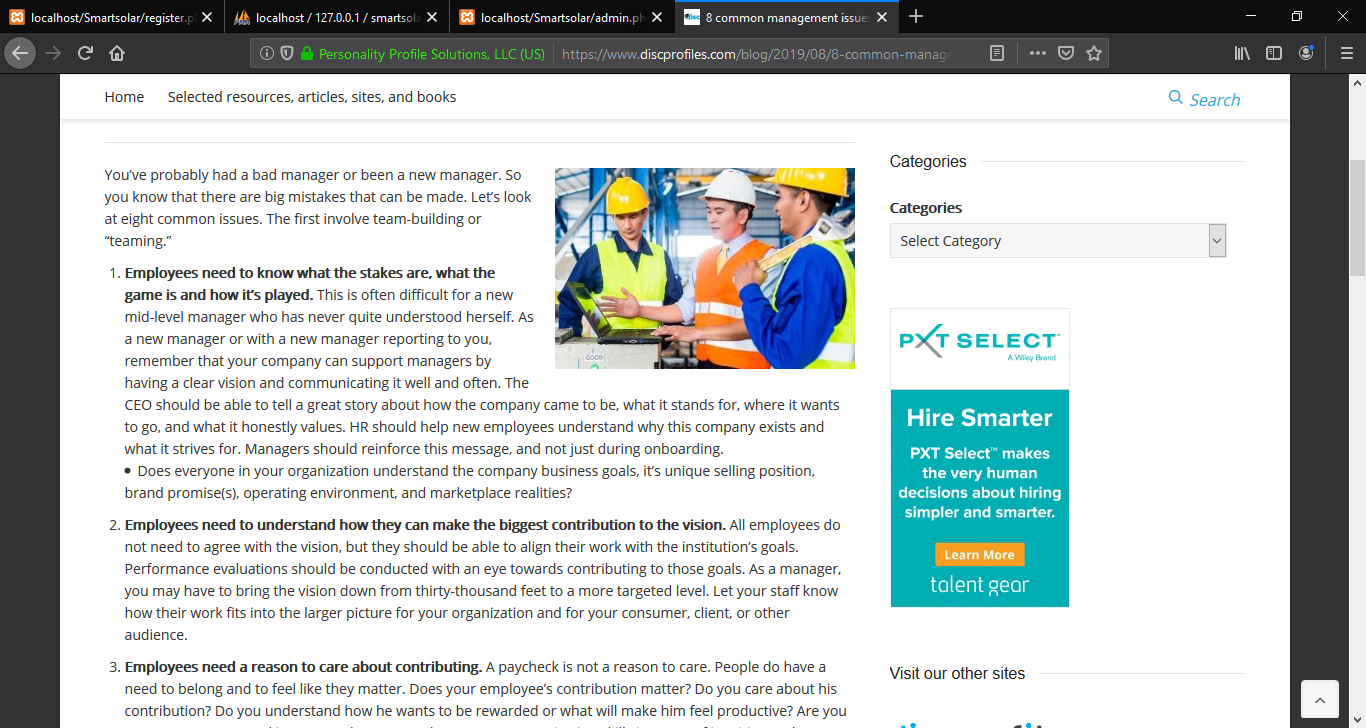 localhost/Smartsolar/register.p
localhost / 127.0.0.1 / smartsola
localhost/Smartsolar/admin.ph
disc
8 common management issues
Personality Profile Solutions, LLC (US)
https://www.discprofiles.com/blog/2019/08/8-common-manage
Home
Selected resources, articles, sites, and books
Search
You’ve probably had a bad manager or been a new manager. So
you know that there are big mistakes that can be made. Let’s look
at eight common issues. The first involve team-building or
“teaming.”
1. Employees need to know what the stakes are, what the
game is and how it’s played. This is often difficult for a new
mid-level manager who has never quite understood herself. As
a new manager or with a new manager reporting to you,
remember that your company can support managers by
having a clear vision and communicating it well and often. The
CEO should be able to tell a great story about how the company came to be, what it stands for, where it wants
to go, and what it honestly values. HR should help new employees understand why this company exists and
what it strives for. Managers should reinforce this message, and not just during onboarding.
• Does everyone in your organization understand the company business goals, it’s unique selling position,
brand promise(s), operating environment, and marketplace realities?
2. Employees need to understand how they can make the biggest contribution to the vision. All employees do
not need to agree with the vision, but they should be able to align their work with the institution’s goals.
Performance evaluations should be conducted with an eye towards contributing to those goals. As a manager,
you may have to bring the vision down from thirty-thousand feet to a more targeted level. Let your staff know
how their work fits into the larger picture for your organization and for your consumer, client, or other
audience.
3. Employees need a reason to care about contributing. A paycheck is not a reason to care. People do have a
need to belong and to feel like they matter. Does your employee’s contribution matter? Do you care about his
contribution? Do you understand how he wants to be rewarded or what will make him feel productive? Are you
GOOD
Categories
Categories
Select Category
PXT SELECT™
A Wiley Brand
Hire Smarter
PXT Select™ makes
the very human
decisions about hiring
simpler and smarter.
Learn More
talent gear
Visit our other sites